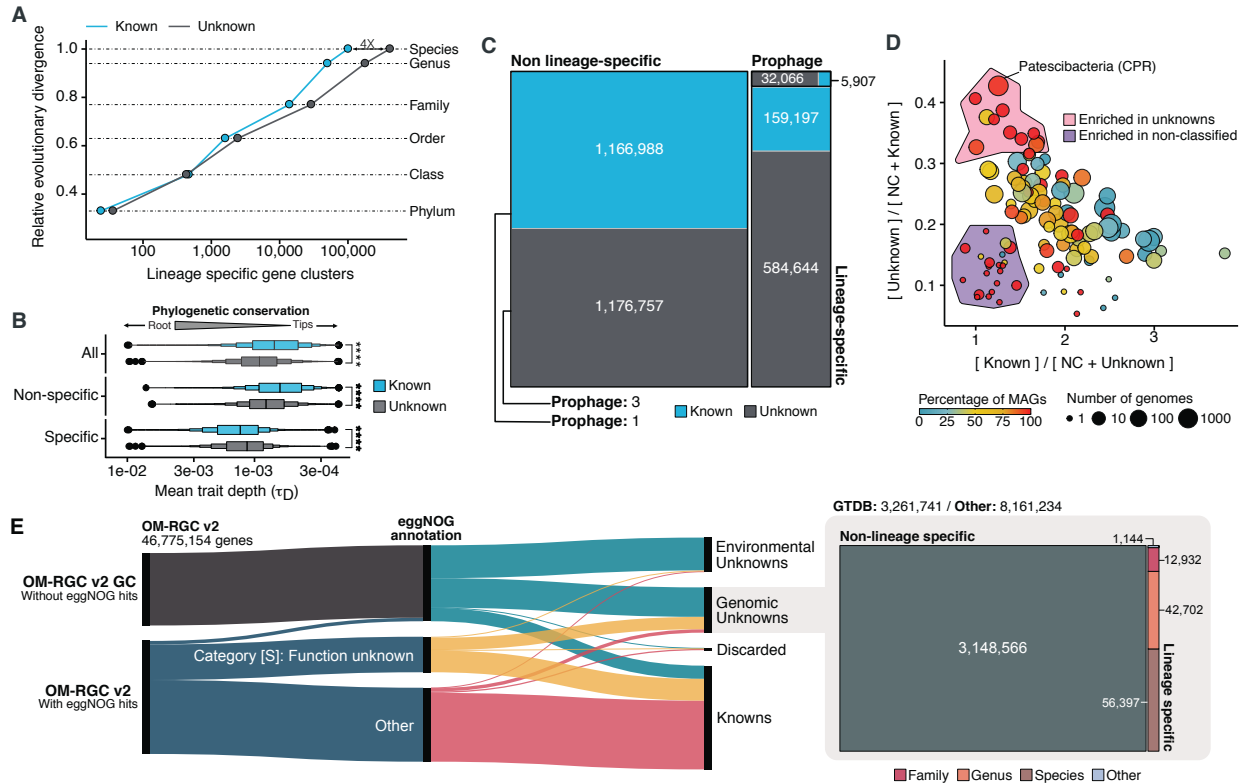 A
Known
Unknown
Relative evolutionary divergence
1.0
0.8
0.6
0.4
4X
Species
Genus
Family
Order
Class
Phylum
100
1,000
10,000
100,000
Lineage specific gene clusters
B
Phylogenetic conservation
Root
Tips
All
Non-specific
Specific
****
****
****
Known
Unknown
1e-02
3e-03
1e-03
3e-04
Mean trait depth (τD)
C
Non lineage-specific
Prophage
32,066
5,907
159,197
1,166,988
1,176,757
584,644
Lineage-specific
Prophage: 3
Prophage: 1
Known
Unknown
D
Patescibacteria (CPR)
Enriched in unknowns
Enriched in non-classified
[ Unknown ] / [ NC + Known ]
0.4
0.3
0.2
0.1
1
2
3
[ Known ] / [ NC + Unknown ]
Percentage of MAGs
0 25 50 75 100
Number of genomes
1 10 100 1000
E
OM-RGC v2
46,775,154 genes
eggNOG
annotation
OM-RGC v2 GC
Without eggNOG hits
OM-RGC v2
With eggNOG hits
Category [S]: Function unknown
Other
Environmental
Unknowns
Genomic
Unknowns
Discarded
Knowns
GTDB: 3,261,741 / Other: 8,161,234
Non-lineage specific
1,144
12,932
42,702
3,148,566
56,397
Lineage specific
Family
Genus
Species
Other